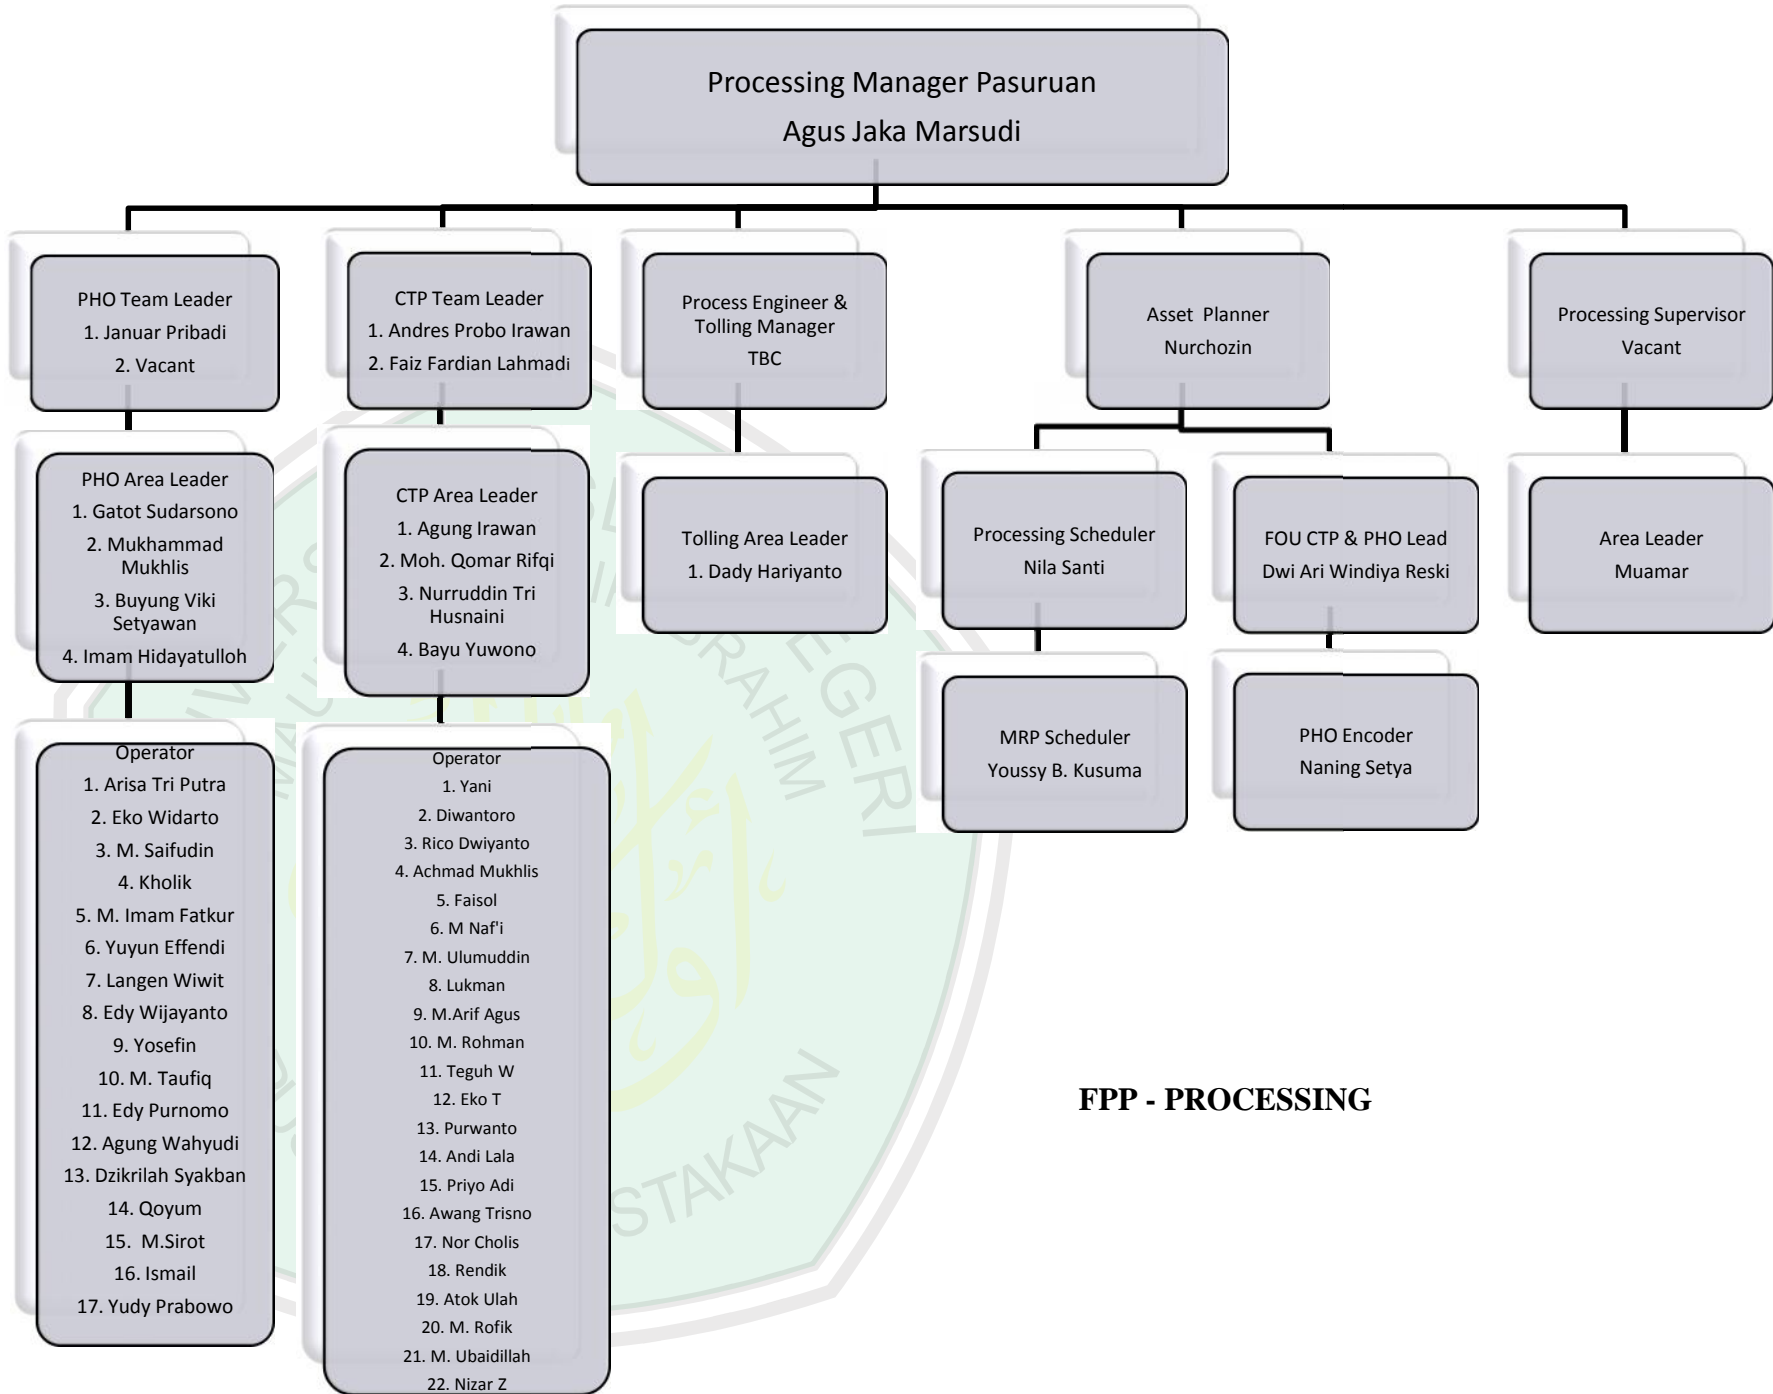 Processing Manager Pasuruan
Agus Jaka Marsudi
PHO Team Leader
1. Januar Pribadi
2. Vacant
CTP Team Leader
1. Andres Probo Irawan
2. Faiz Fardian Lahmadi
Process Engineer &
Tolling Manager
TBC
Asset Planner
Nurchozin
Processing Supervisor
Vacant
PHO Area Leader
1. Gatot Sudarsono
2. Mukhammad
Mukhlis
3. Buyung Viki
Setyawan
4. Imam Hidayatulloh
CTP Area Leader
1. Agung Irawan
2. Moh. Qomar Rifqi
3. Nurruddin Tri
Husnaini
4. Bayu Yuwono
Tolling Area Leader
1. Dady Hariyanto
Processing Scheduler
Nila Santi
FOU CTP & PHO Lead
Dwi Ari Windiya Reski
Area Leader
Muamar
MRP Scheduler
Youssy B. Kusuma
PHO Encoder
Naning Setya
Operator
1. Arisa Tri Putra
2. Eko Widarto
3. M. Saifudin
4. Kholik
5. M. Imam Fatkur
6. Yuyun Effendi
7. Langen Wiwit
8. Edy Wijayanto
9. Yosefin
10. M. Taufiq
11. Edy Purnomo
12. Agung Wahyudi
13. Dzikrilah Syakban
14. Qoyum
15. M.Sirot
16. Ismail
17. Yudy Prabowo
Operator
1. Yani
2. Diwantoro
3. Rico Dwiyanto
4. Achmad Mukhlis
5. Faisol
6. M Naf'i
7. M. Ulumuddin
8. Lukman
9. M.Arif Agus
10. M. Rohman
11. Teguh W
12. Eko T
13. Purwanto
14. Andi Lala
15. Priyo Adi
16. Awang Trisno
17. Nor Cholis
18. Rendik
19. Atok Ulah
20. M. Rofik
21. M. Ubaidillah
22. Nizar Z
FPP - PROCESSING